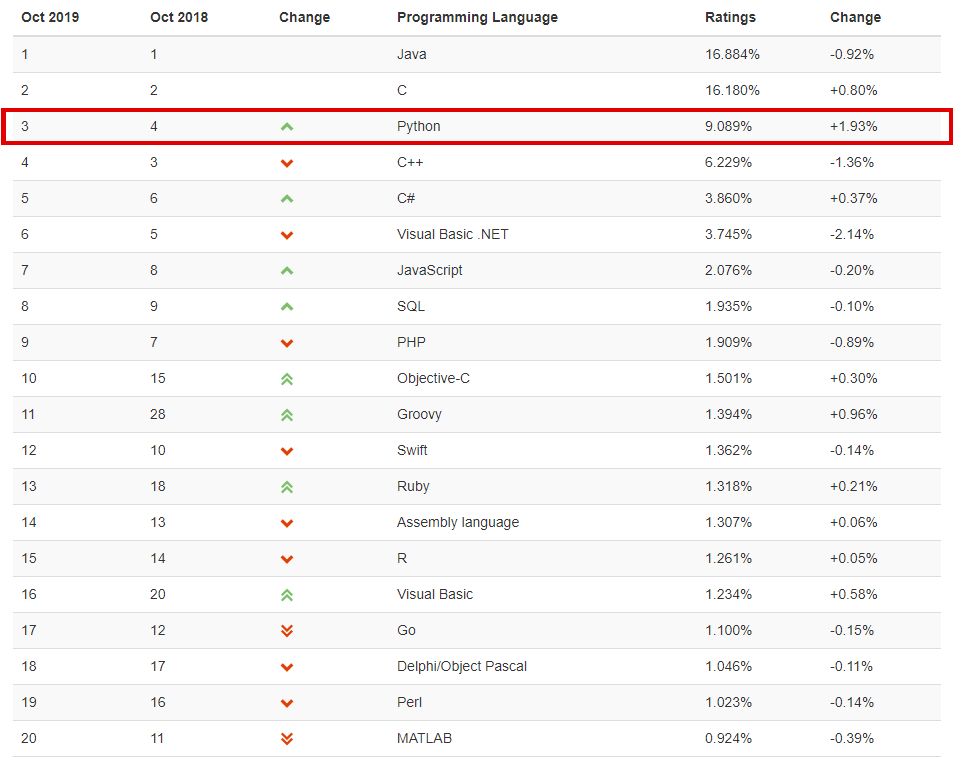 Oct 2019 Oct 2018 Change Programming Language Ratings Change
1 1 Java 16.884% -0.92%
2 2 C 16.180% +0.80%
3 4 Python 9.089% +1.93%
4 3 C++ 6.229% -1.36%
5 6 C# 3.860% +0.37%
6 5 Visual Basic .NET 3.745% -2.14%
7 8 JavaScript 2.076% -0.20%
8 9 SQL 1.935% -0.10%
9 7 PHP 1.909% -0.89%
10 15 Objective-C 1.501% +0.30%
11 28 Groovy 1.394% +0.96%
12 10 Swift 1.362% -0.14%
13 18 Ruby 1.318% +0.21%
14 13 Assembly language 1.307% +0.06%
15 14 R 1.261% +0.05%
16 20 Visual Basic 1.234% +0.58%
17 12 Go 1.100% -0.15%
18 17 Delphi/Object Pascal 1.046% -0.11%
19 16 Perl 1.023% -0.14%
20 11 MATLAB 0.924% -0.39%